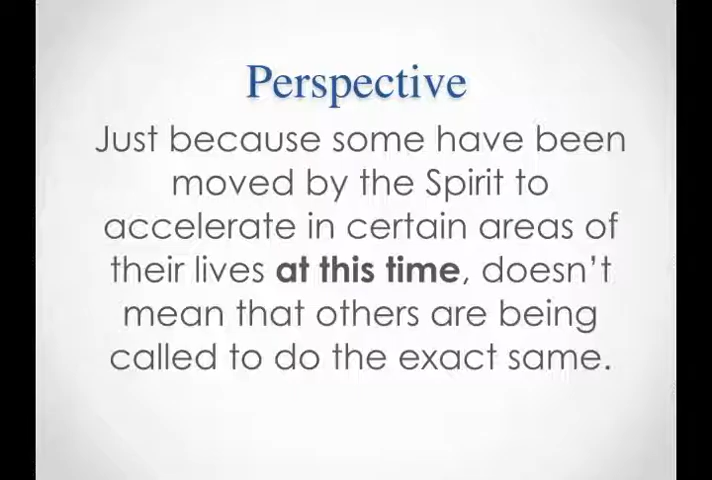 Perspective
Just because some have been
moved by the Spirit to
accelerate in certain areas of
their lives at this time, doesn’t
mean that others are being
called to do the exact same.